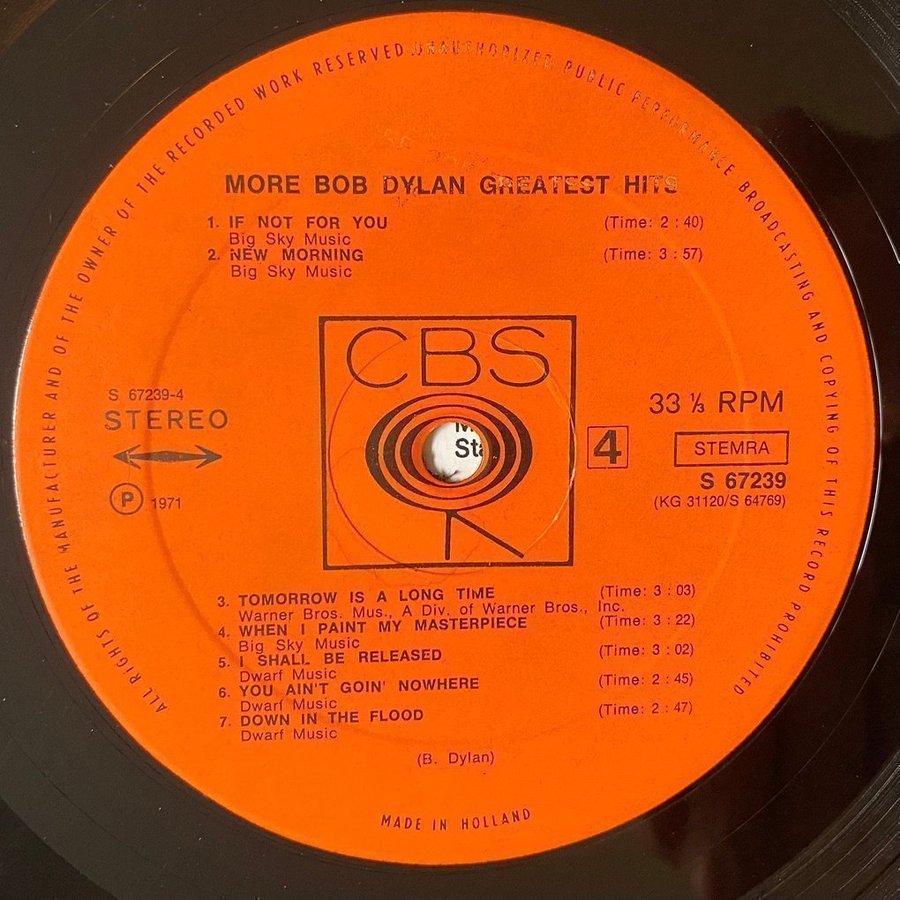 ALL RIGHTS OF THE MANUFACTURER AND OF THE OWNER OF THE RECORDED WORK RESERVED UNAUTHORIZED PUBLIC PERFORMANCE BROADCASTING AND COPYING OF THIS RECORD PROHIBITED
MORE BOB DYLAN GREATEST HITS
1. IF NOT FOR YOU (Time: 2 : 40)
Big Sky Music
2. NEW MORNING (Time: 3 : 57)
Big Sky Music
CBS
S 67239-4
STEREO
P 1971
33 ⅓ RPM
4
STEMRA
S 67239
(KG 31120/S 64769)
3. TOMORROW IS A LONG TIME (Time: 3 : 03)
Warner Bros. Mus., A Div. of Warner Bros., Inc.
4. WHEN I PAINT MY MASTERPIECE (Time: 3 : 22)
Big Sky Music
5. I SHALL BE RELEASED (Time: 3 : 02)
Dwarf Music
6. YOU AIN'T GOIN' NOWHERE (Time: 2 : 45)
Dwarf Music
7. DOWN IN THE FLOOD (Time: 2 : 47)
Dwarf Music
(B. Dylan)
MADE IN HOLLAND